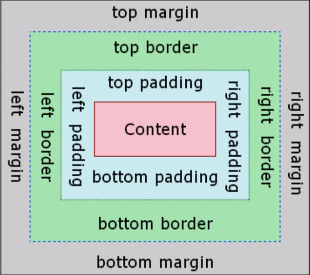 top margin
top border
top padding
left margin
left border
left padding
Content
right padding
right border
right margin
bottom padding
bottom border
bottom margin